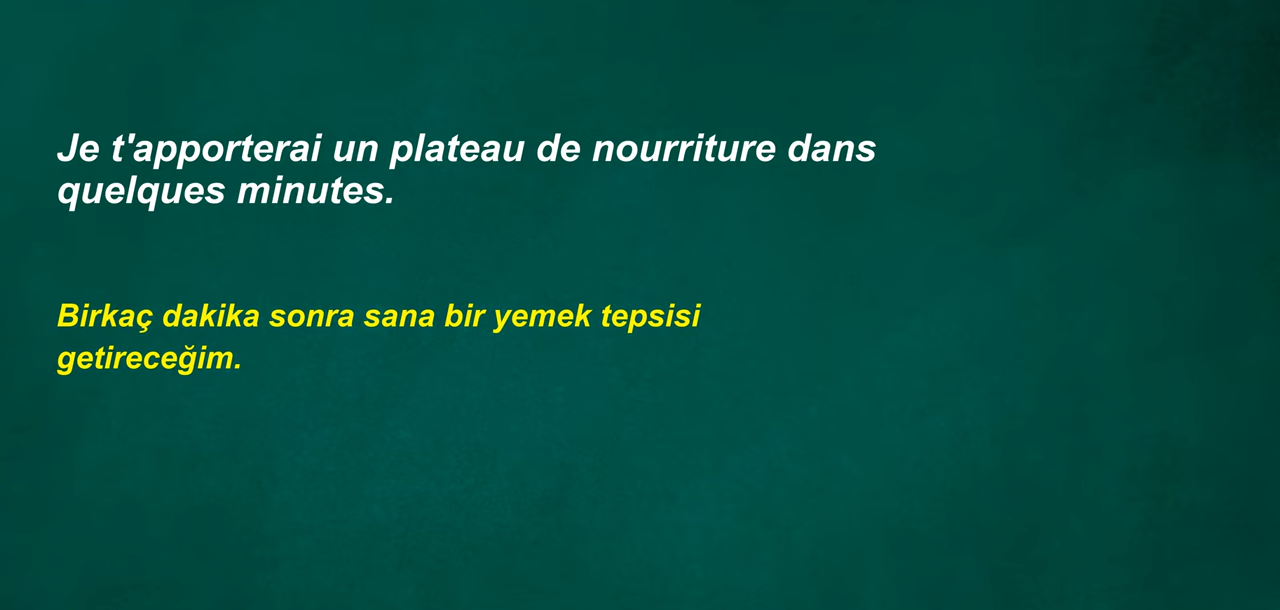 Je t'apporterai un plateau de nourriture dans
quelques minutes.
Birkaç dakika sonra sana bir yemek tepsisi
getireceğim.